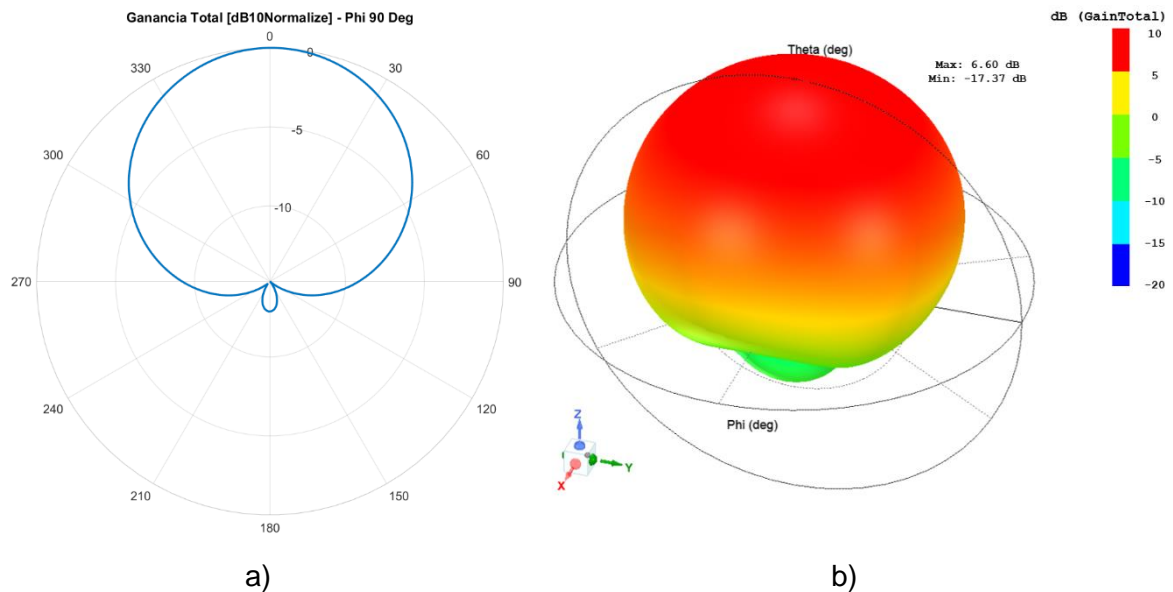 Ganancia Total [dB10Normalize] - Phi 90 Deg
0
0
330
30
-5
300
60
-10
270
90
240
120
210
150
180
a)
dB (GainTotal)
10
5
0
-5
-10
-15
-20
Theta (deg)
Max: 6.60 dB
Min: -17.37 dB
Phi (deg)
Z
Y
X
b)